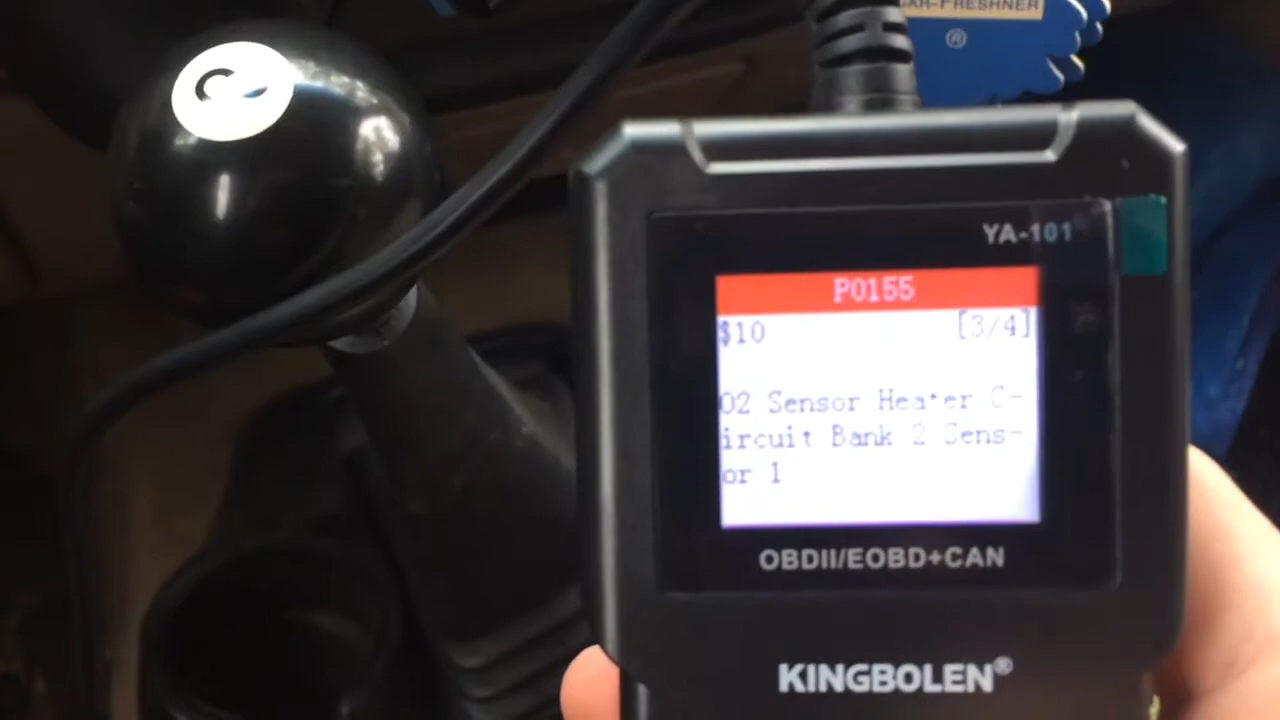 CAR-FRESHNER
®
YA-101
P0155
$10 [3/4]
O2 Sensor Heater C-
ircuit Bank 2 Sens-
or 1
OBDII/EOBD+CAN
KINGBOLEN®